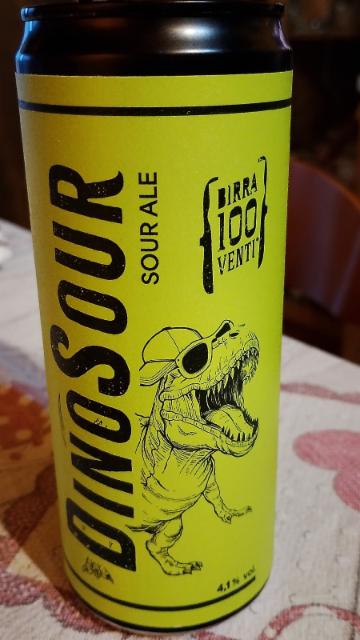 DINOSOUR
SOUR ALE
BIRRA
100
VENTI
4,1% vol.